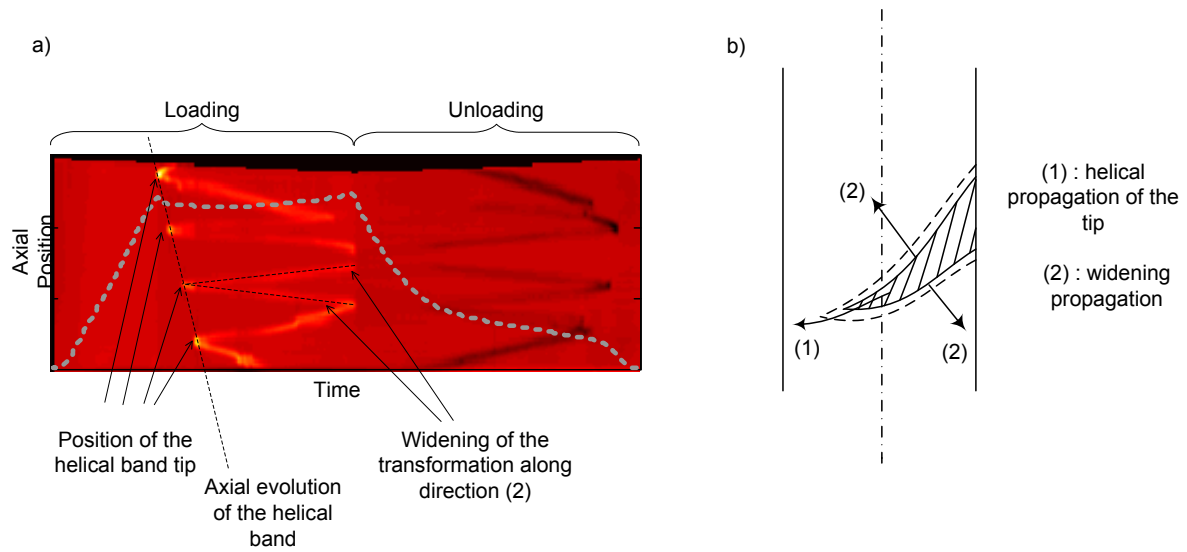 a)
Loading
Unloading
Axial
Position
Time
Position of the
helical band tip
Axial evolution
of the helical
band
Widening of the
transformation along
direction (2)
b)
(2)
(1)
(2)
(1) : helical
propagation of the
tip
(2) : widening
propagation